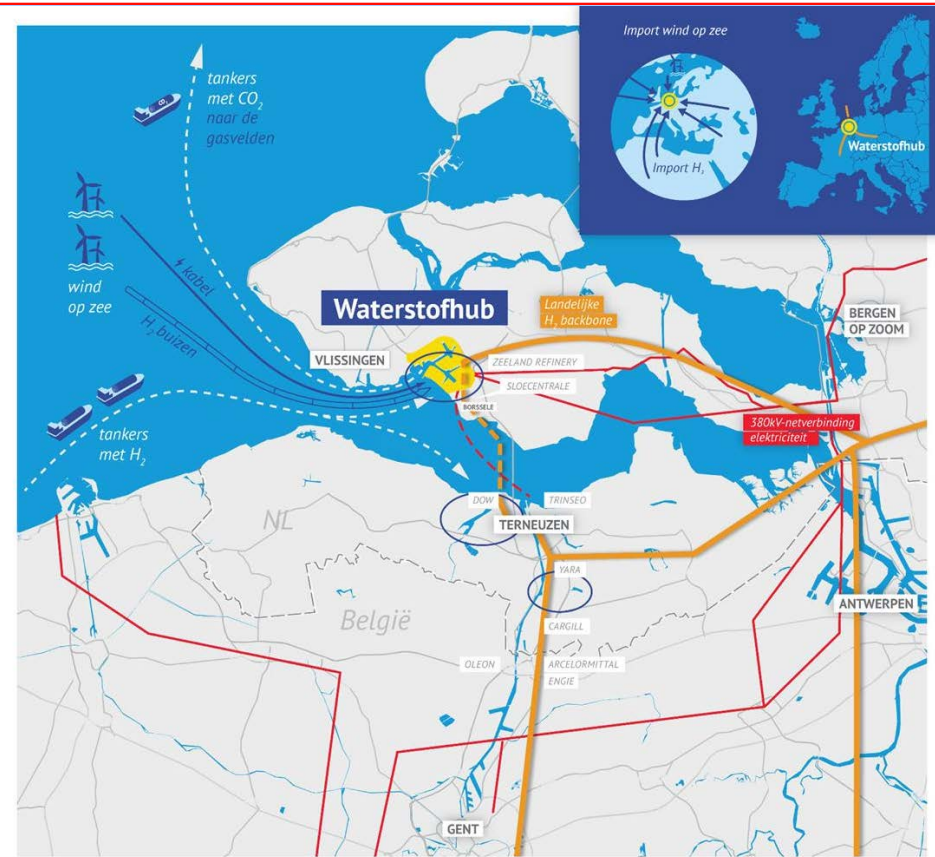 Import wind op zee
Waterstofhub
Import H₂
tankers
met CO₂
naar de
gasvelden
wind
op zee
kabel
H₂ buizen
Waterstofhub
Landelijke
H₂ backbone
BERGEN
OP ZOOM
VLISSINGEN
ZEELAND REFINERY
SLOECENTRALE
BORSSELE
380kV-netverbinding
elektriciteit
tankers
met H₂
NL
DOW
TRINSEO
TERNEUZEN
YARA
ANTWERPEN
België
CARGILL
OLEON
ARCELORMITTAL
ENGIE
GENT